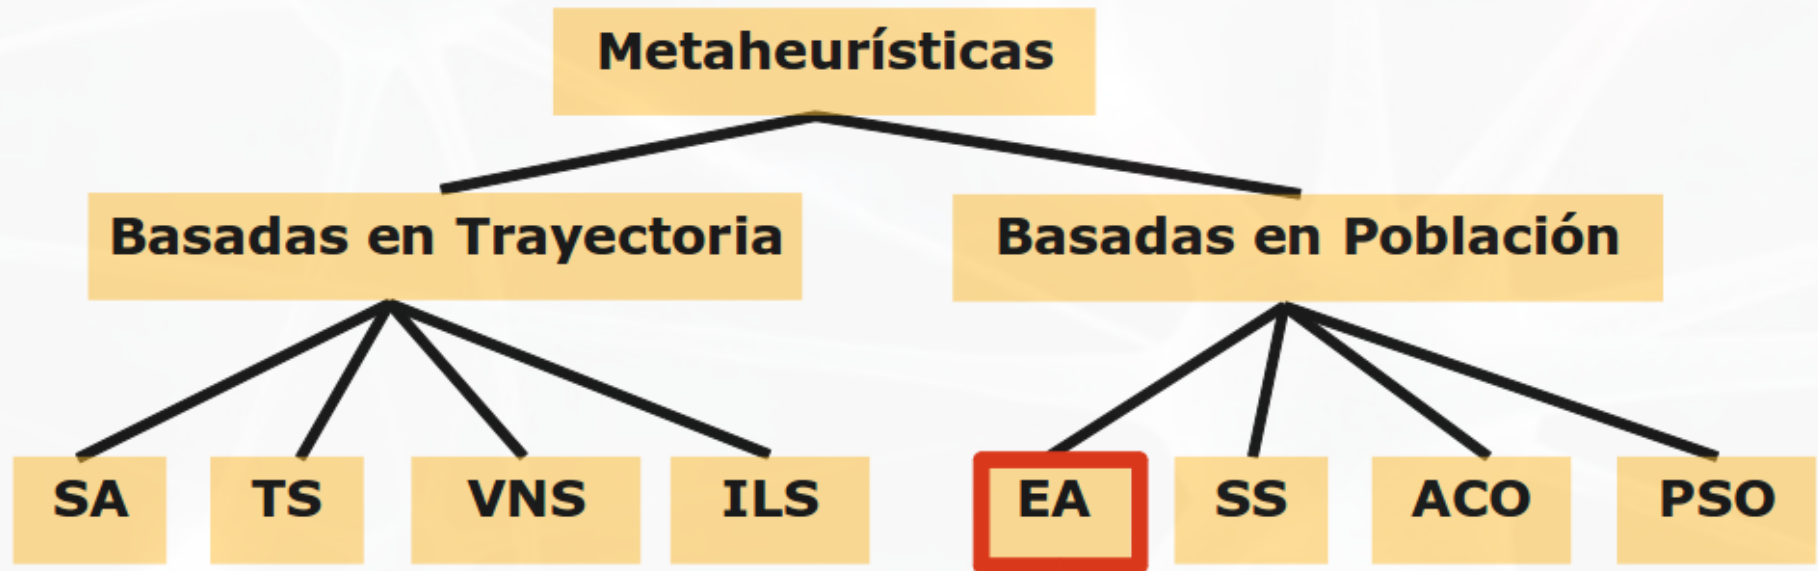 Metaheurísticas
Basadas en Trayectoria
Basadas en Población
SA
TS
VNS
ILS
EA
SS
ACO
PSO